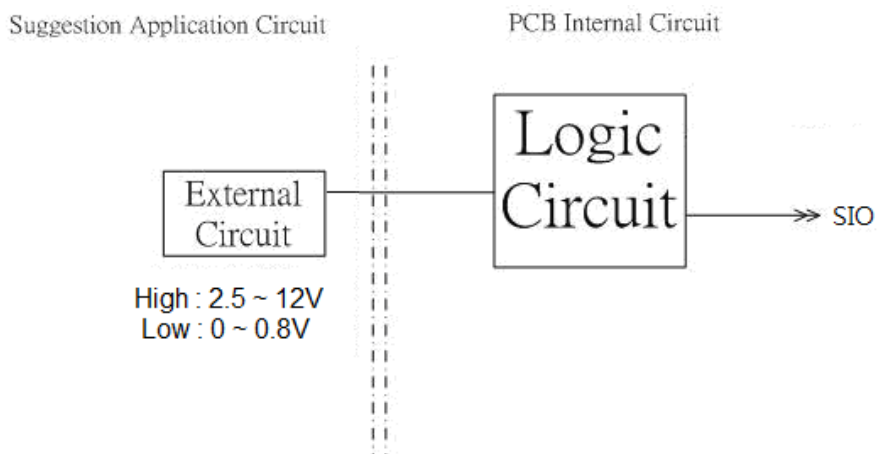 Suggestion Application Circuit
PCB Internal Circuit
Logic
Circuit
External
Circuit
SIO
High : 2.5 ~ 12V
Low : 0 ~ 0.8V